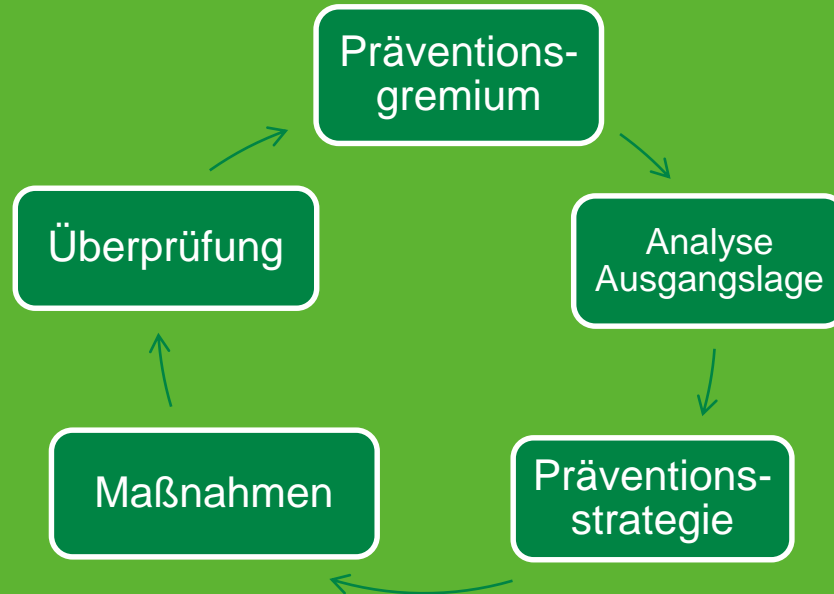 Präventions-
gremium
Analyse
Ausgangslage
Präventions-
strategie
Maßnahmen
Überprüfung